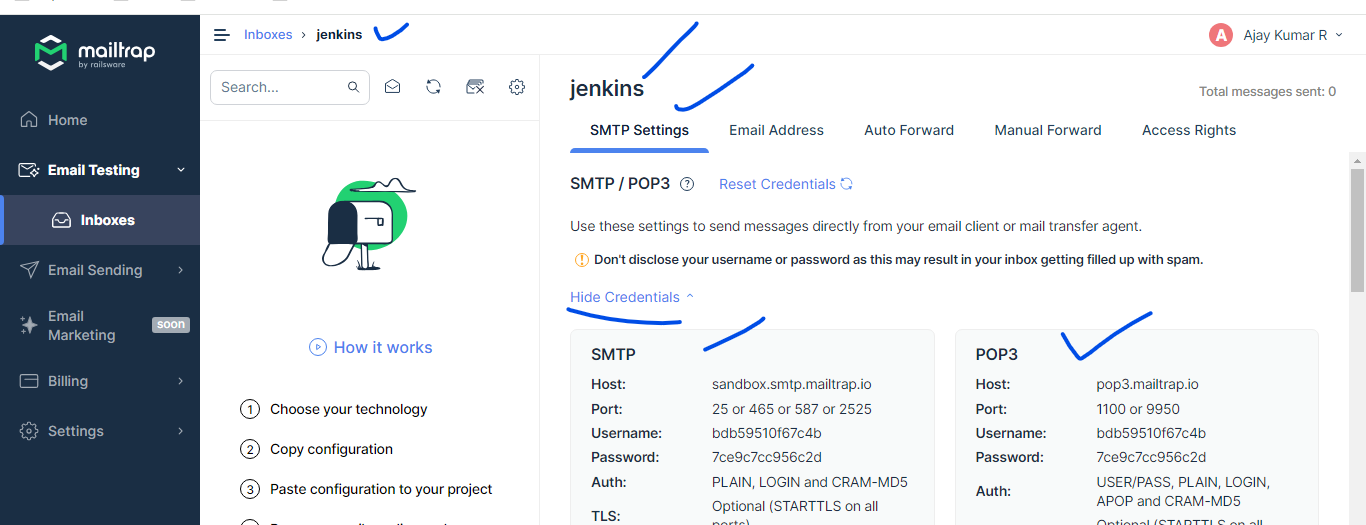 mailtrap
by railsware
Home
Email Testing
Inboxes
Email Sending
Email
Marketing
soon
Billing
Settings
Inboxes › jenkins
Ajay Kumar R
A
Search...
How it works
1 Choose your technology
2 Copy configuration
3 Paste configuration to your project
jenkins
Total messages sent: 0
SMTP Settings Email Address Auto Forward Manual Forward Access Rights
SMTP / POP3 ? Reset Credentials
Use these settings to send messages directly from your email client or mail transfer agent.
Don't disclose your username or password as this may result in your inbox getting filled up with spam.
Hide Credentials
SMTP
Host: sandbox.smtp.mailtrap.io
Port: 25 or 465 or 587 or 2525
Username: bdb59510f67c4b
Password: 7ce9c7cc956c2d
Auth: PLAIN, LOGIN and CRAM-MD5
TLS: Optional (STARTTLS on all
ports)
POP3
Host: pop3.mailtrap.io
Port: 1100 or 9950
Username: bdb59510f67c4b
Password: 7ce9c7cc956c2d
Auth: USER/PASS, PLAIN, LOGIN,
APOP and CRAM-MD5
Optional (STARTTLS on all